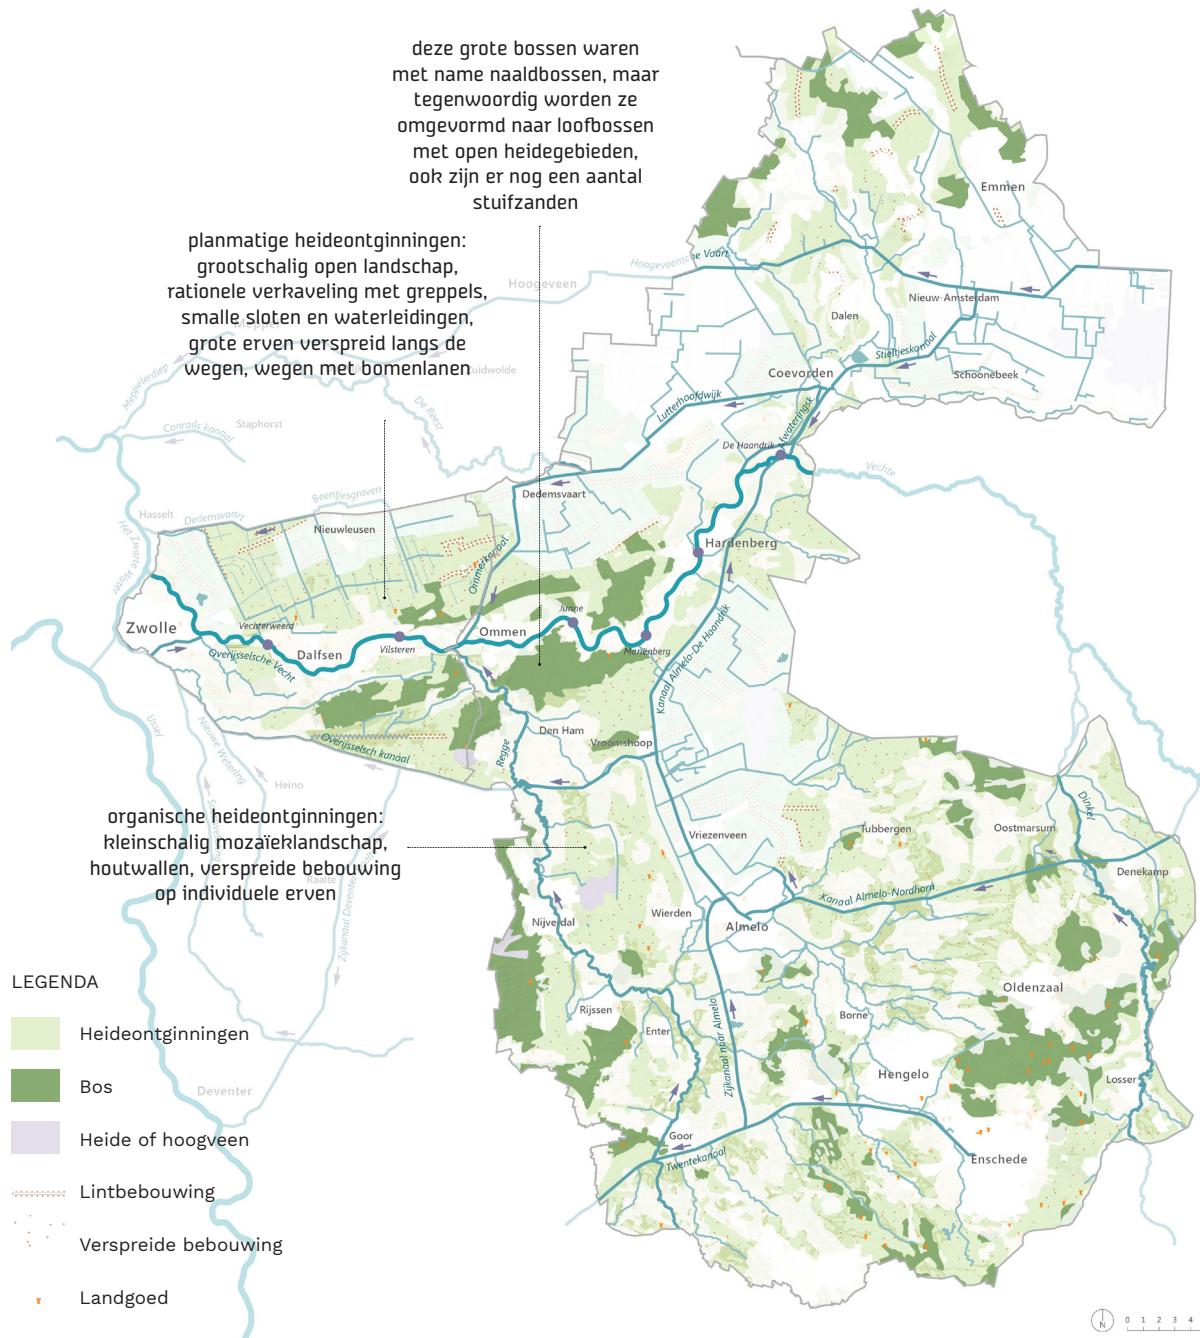 deze grote bossen waren
met name naaldbossen, maar
tegenwoordig worden ze
omgevormd naar loofbossen
met open heidegebieden,
ook zijn er nog een aantal
stuifzanden
planmatige heideontginningen:
grootschalig open landschap,
rationele verkaveling met greppels,
smalle sloten en waterleidingen,
grote erven verspreid langs de
wegen, wegen met bomenlanen
Emmen
Hoogeveensche Vaart
Hoogeveen
Nieuw-Amsterdam
Dalen
Stieltjeskanaal
Schoonebeek
Coevorden
Meppelerdiep
De Reest
Lutterhoofdwijk
Afwateringsk
Staphorst
Conrads kanaal
De Haandrik
Vechte
Dedemsvaart
Beentjesgraven
Hasselt
Dedemsvaart
Nieuwleusen
Het Zwarte Water
Ommerkanaal
Hardenberg
Zwolle
Vechterweerd
Junne
Ommen
Mariënberg
Vilsteren
Dalfsen
Overijsselsche Vecht
Kanaal Almelo-De Haandrik
IJssel
Nieuwe Wetering
Overijsselsch kanaal
Regge
Den Ham
Vroomshoop
Heino
organische heideontginningen:
kleinschalig mozaïeklandschap,
houtwallen, verspreide bebouwing
op individuele erven
Raalte
Zijkanaal Deventer
Vriezenveen
Tubbergen
Oostmarsum
Dinkel
Denekamp
Kanaal Almelo-Nordhorn
Nijverdal
Wierden
Almelo
Oldenzaal
Rijssen
Enter
Borne
Zijkanaal naar Almelo
Hengelo
Losser
Deventer
Goor
Twentekanaal
Enschede
LEGENDA
Heideontginningen
Bos
Heide of hoogveen
Lintbebouwing
Verspreide bebouwing
Landgoed
N
0 1 2 3 4